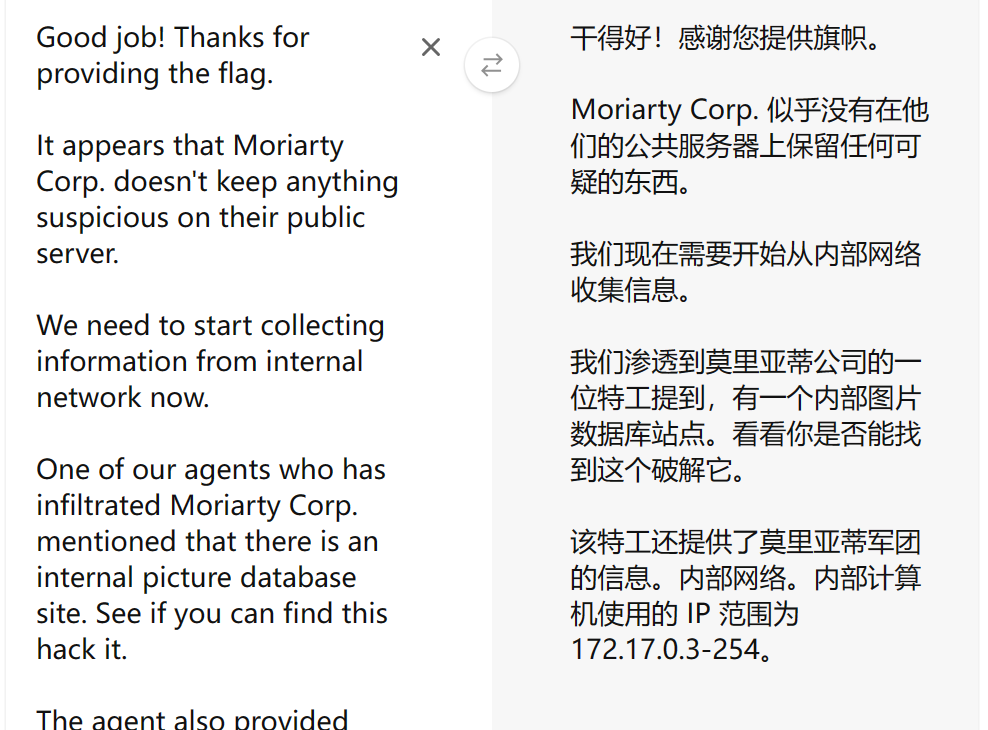 Good job! Thanks for
providing the flag.
It appears that Moriarty
Corp. doesn't keep anything
suspicious on their public
server.
We need to start collecting
information from internal
network now.
One of our agents who has
infiltrated Moriarty Corp.
mentioned that there is an
internal picture database
site. See if you can find this
hack it.
The agent also provided
干得好！感谢您提供旗帜。
Moriarty Corp. 似乎没有在他
们的公共服务器上保留任何可
疑的东西。
我们现在需要开始从内部网络
收集信息。
我们渗透到莫里亚蒂公司的一
位特工提到，有一个内部图片
数据库站点。看看你是否能找
到这个破解它。
该特工还提供了莫里亚蒂军团
的信息。内部网络。内部计算
机使用的 IP 范围为
172.17.0.3-254。